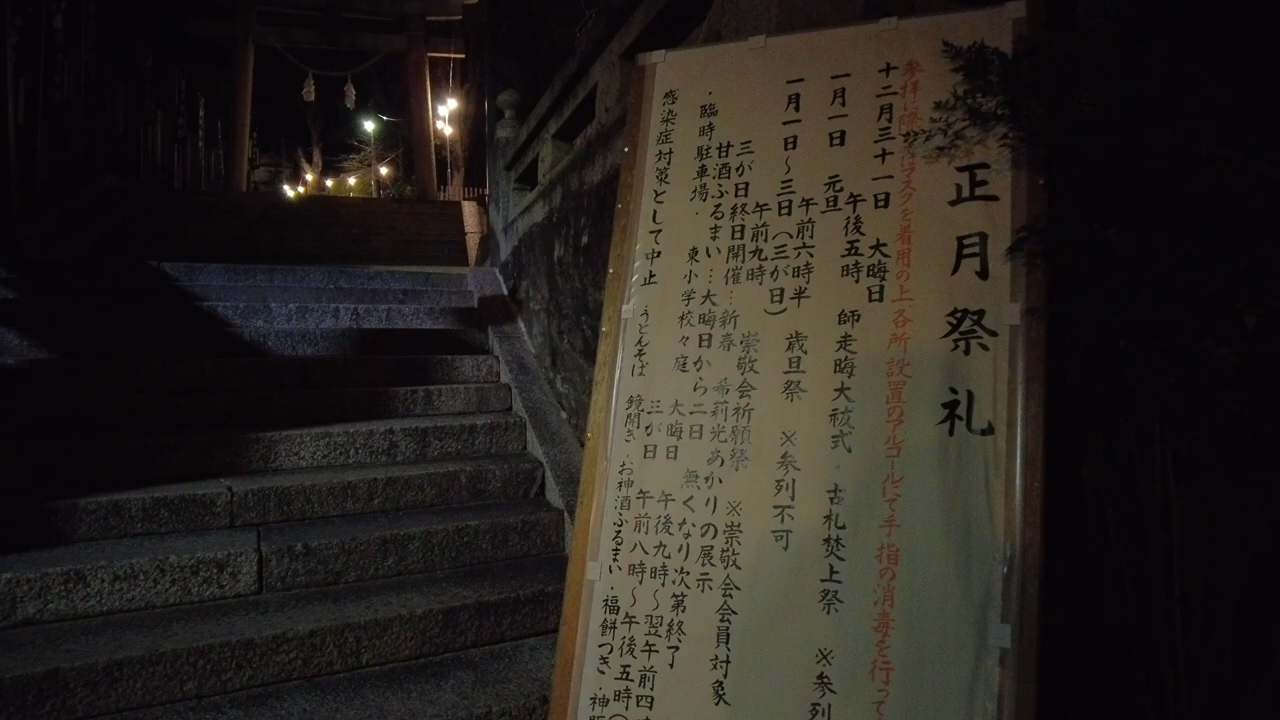 正月祭礼
参拝に際してはマスクを着用の上、各所設置のアルコールにて手指の消毒を行って
十二月三十一日 大晦日
午後五時 師走晦大祓式・古札焚上祭 ※参列
一月一日 元旦
午前六時半 歳旦祭 ※参列不可
一月一日〜三日(三が日)
午前九時 崇敬会祈願祭 ※崇敬会会員対象
三が日終日開催…新春 希莉光あかりの展示
甘酒ふるまい…大晦日から二日 無くなり次第終了
・臨時駐車場・ 東小学校々庭 大晦日 午後九時〜翌午前四
三が日 午前八時〜午後五時
感染症対策として中止 うどんそば 鏡開き・お神酒ふるまい・福餅つき・神